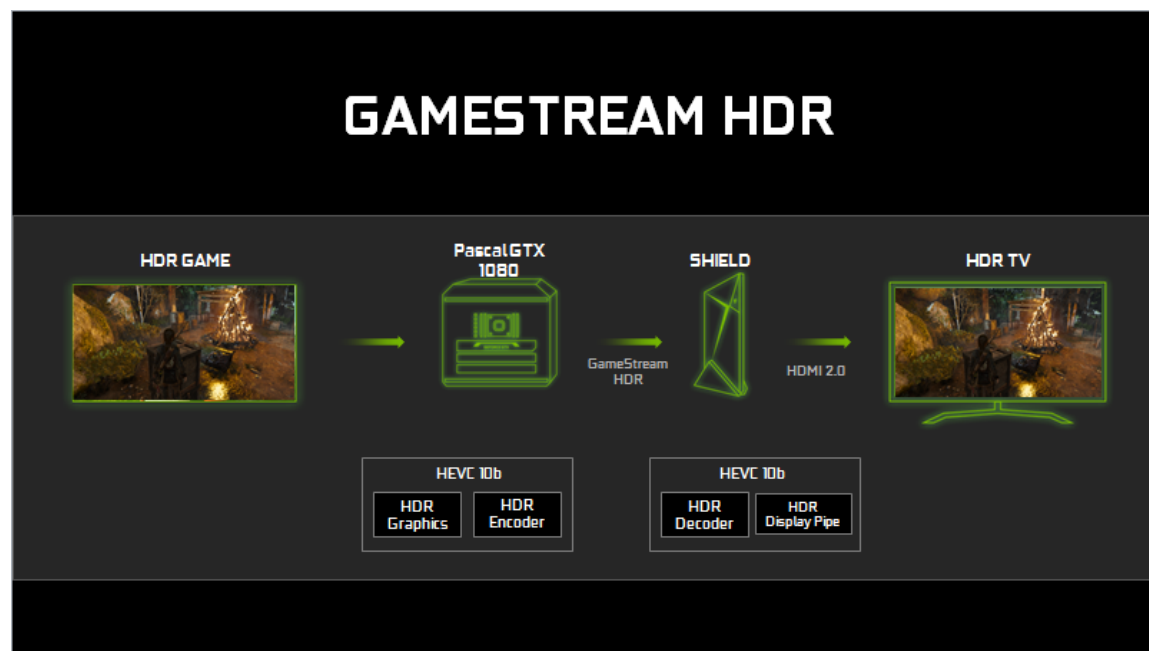 GAMESTREAM HDR
HDR GAME
Pascal GTX
1080
SHIELD
HDR TV
GameStream
HDR
HDMI 2.0
HEVC 10b
HDR
Graphics
HDR
Encoder
HEVC 10b
HDR
Decoder
HDR
Display Pipe